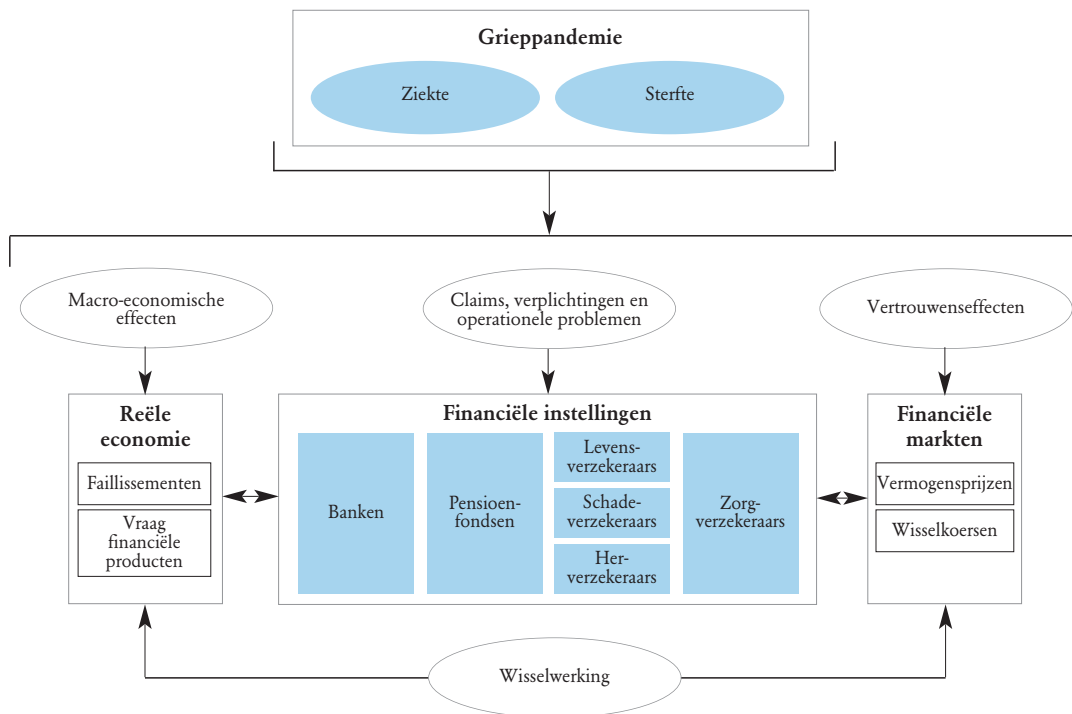 Grieppandemie
Ziekte
Sterfte
Macro-economische
effecten
Claims, verplichtingen en
operationele problemen
Vertrouwenseffecten
Reële
economie
Faillissementen
Vraag
financiële
producten
Financiële instellingen
Banken
Pensioen-
fondsen
Levens-
verzekeraars
Schade-
verzekeraars
Her-
verzekeraars
Zorg-
verzekeraars
Financiële
markten
Vermogensprijzen
Wisselkoersen
Wisselwerking